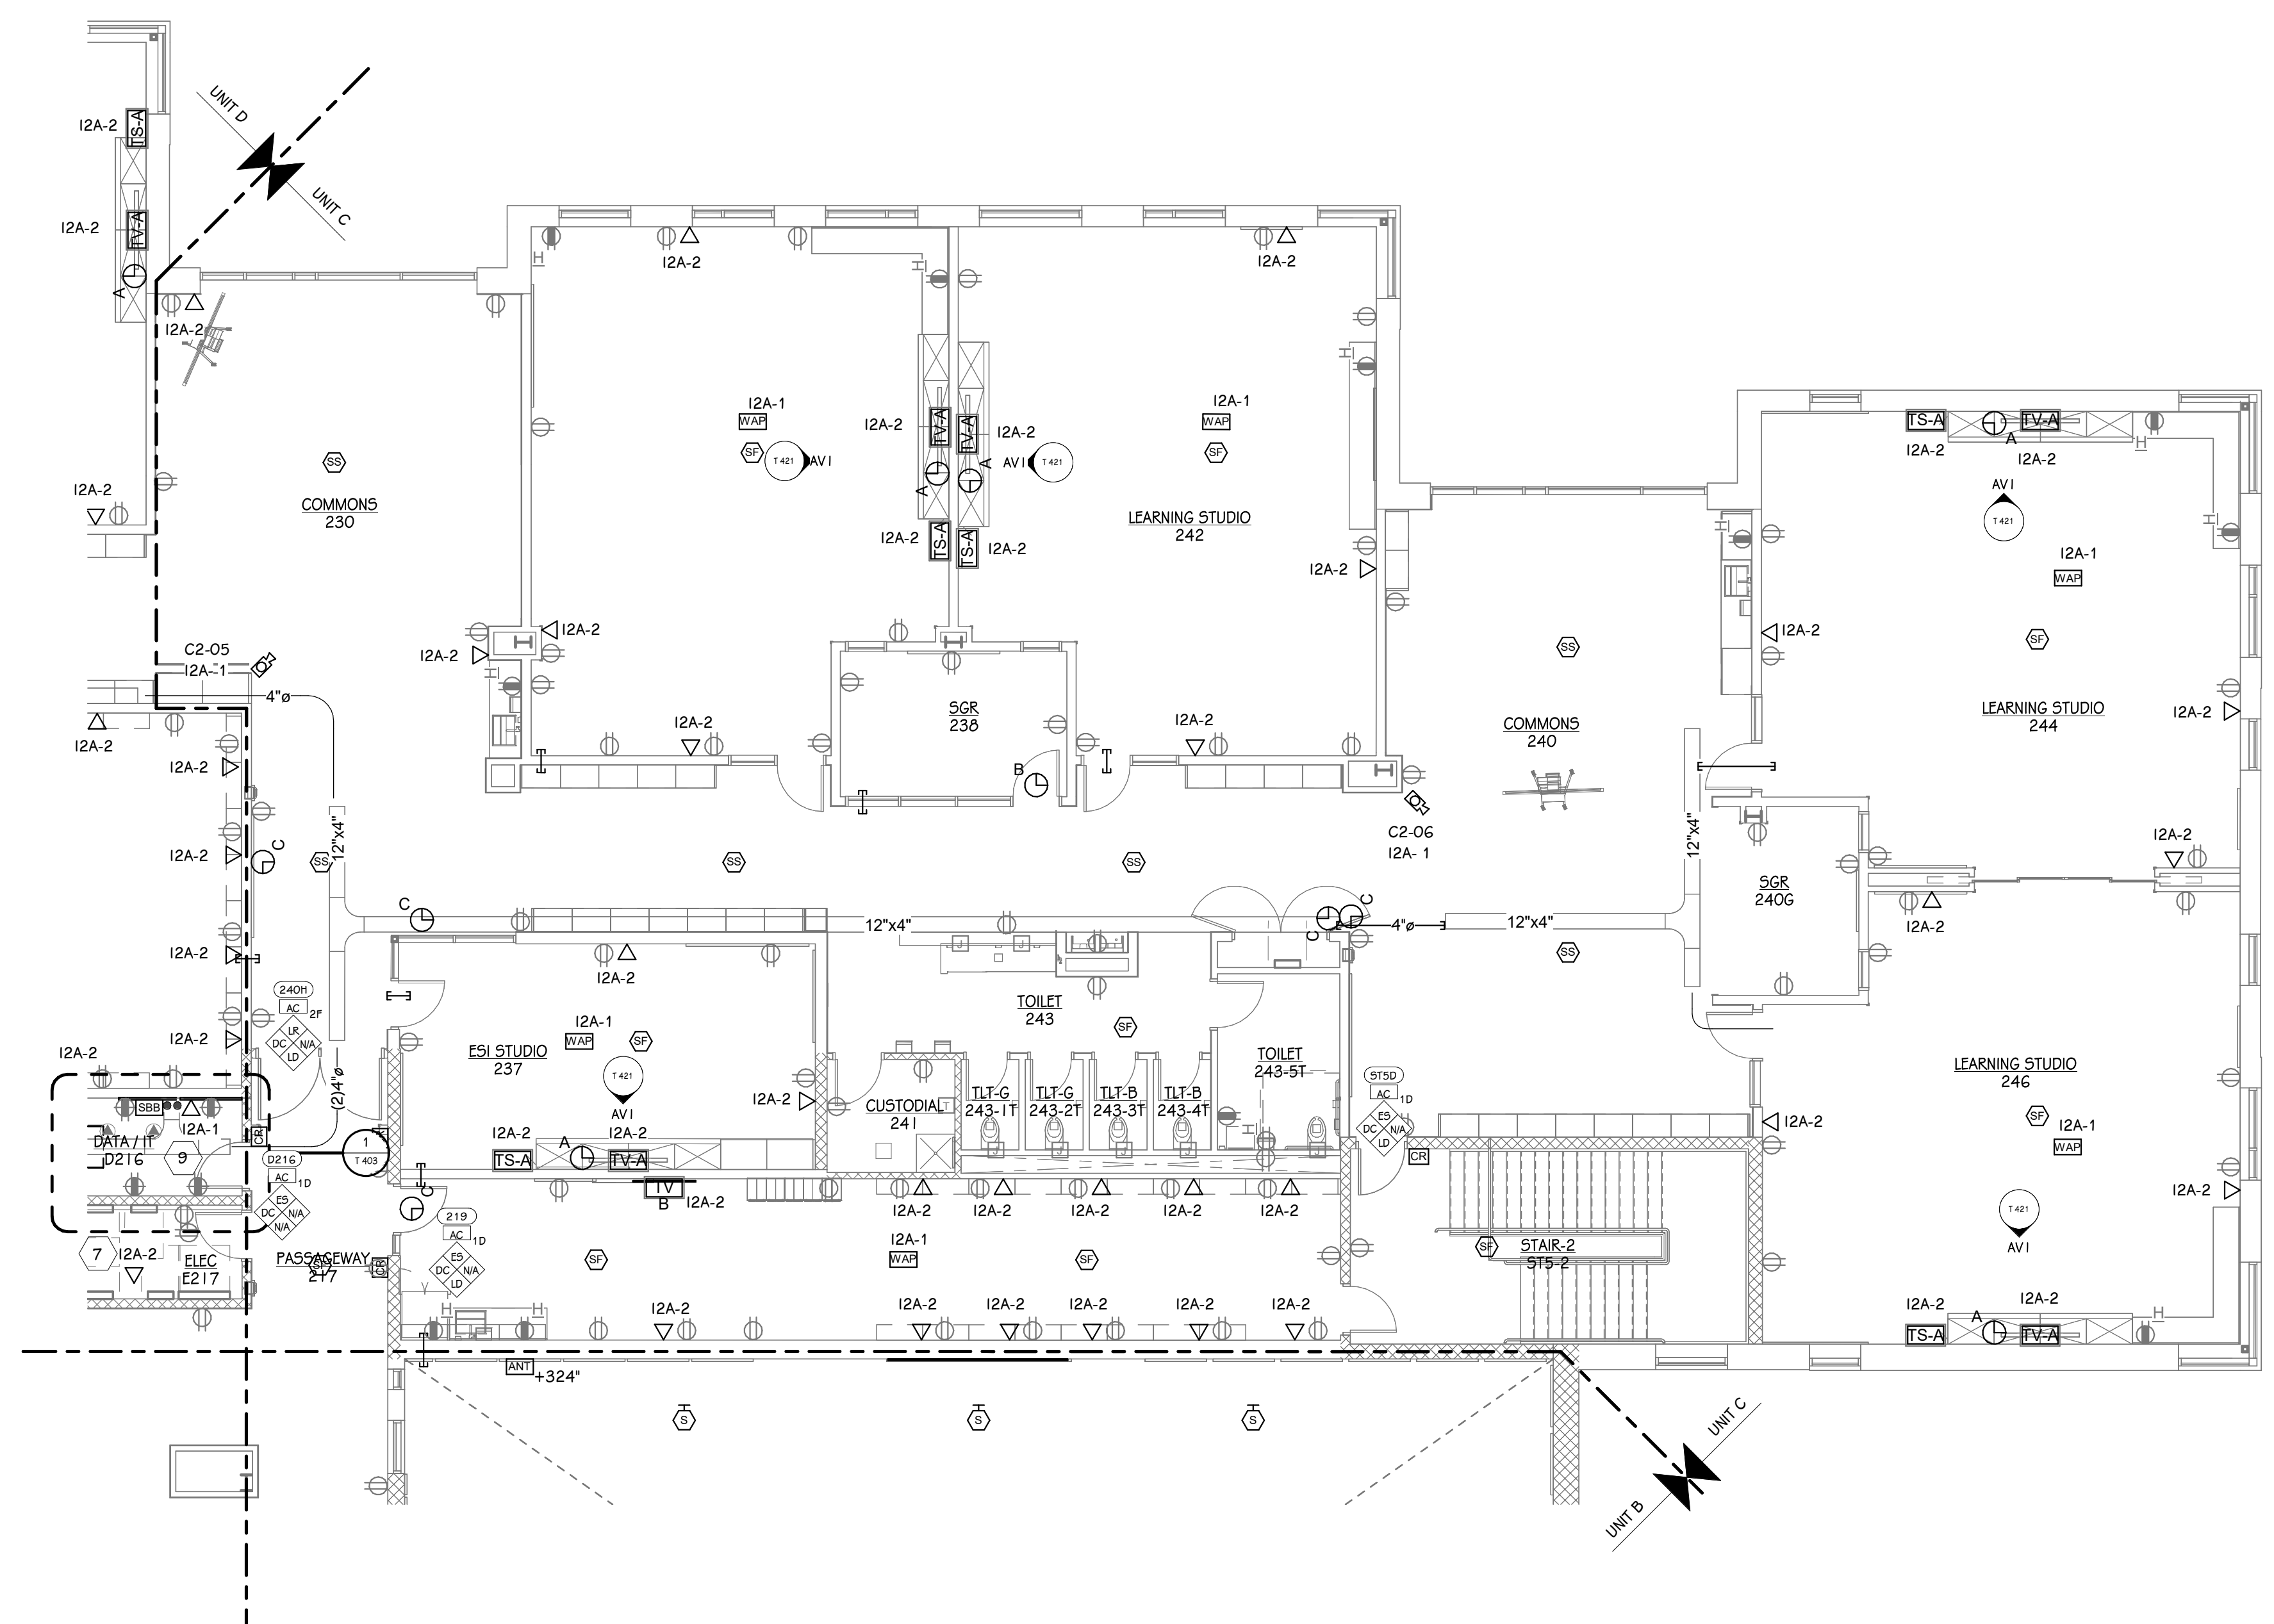 UNIT D
UNIT C
I2A-2
TS-A
I2A-2
TV-A
A
I2A-2
I2A-2
I2A-2
H
H
I2A-2
H
I2A-1
WAP
SF
T 421
AV1
I2A-2
TV-A
A
I2A-2
TS-A
TV-A
I2A-2
A
AV1
T 421
TS-A
I2A-2
I2A-1
WAP
SF
LEARNING STUDIO
242
I2A-2
SS
COMMONS
230
TS-A
I2A-2
A
TV-A
I2A-2
H
AV1
T 421
H
H
I2A-1
WAP
SF
I2A-2
LEARNING STUDIO
244
I2A-2
I2A-2
I2A-2
I2A-2
H
C2-05
I2A-1
4"ø
SGR
238
B
I2A-2
I2A-2
SS
COMMONS
240
C2-06
I2A- 1
12"x4"
I2A-2
I2A-2
I2A-2
I2A-2
I2A-2
C
SS
12"x4"
SS
SS
SGR
240G
I2A-2
C
12"x4"
C
C
4"ø
12"x4"
SS
I2A-2
240H
AC
2F
LR
DC
N/A
LD
(2)4"ø
ESI STUDIO
237
I2A-1
WAP
SF
T 421
AV1
I2A-2
I2A-2
TS-A
A
I2A-2
TV-A
J
J
TOILET
243
SF
TOILET
243-5T
CUSTODIAL
241
TLT-G
243-1T
TLT-G
243-2T
TLT-B
243-3T
TLT-B
243-4T
J
J
J
J
J
H
ST5D
AC
1D
ES
DC
N/A
LD
CR
I2A-2
LEARNING STUDIO
246
SF
I2A-1
WAP
I2A-2
T 421
AV1
I2A-2
SBB
I2A-1
DATA / IT
D216
9
CR
1
T 403
D216
AC
1D
ES
DC
N/A
N/A
C
TV
B
I2A-2
219
AC
1D
ES
DC
N/A
LD
CR
7
I2A-2
ELEC
E217
PASSAGEWAY
217
SF
SF
I2A-2
I2A-2
I2A-2
I2A-2
I2A-2
I2A-1
WAP
SF
SF
STAIR-2
ST5-2
H
H
I2A-2
I2A-2
I2A-2
I2A-2
I2A-2
I2A-2
I2A-2
TS-A
A
I2A-2
TV-A
H
ANT
+324"
S
S
S
UNIT C
UNIT B